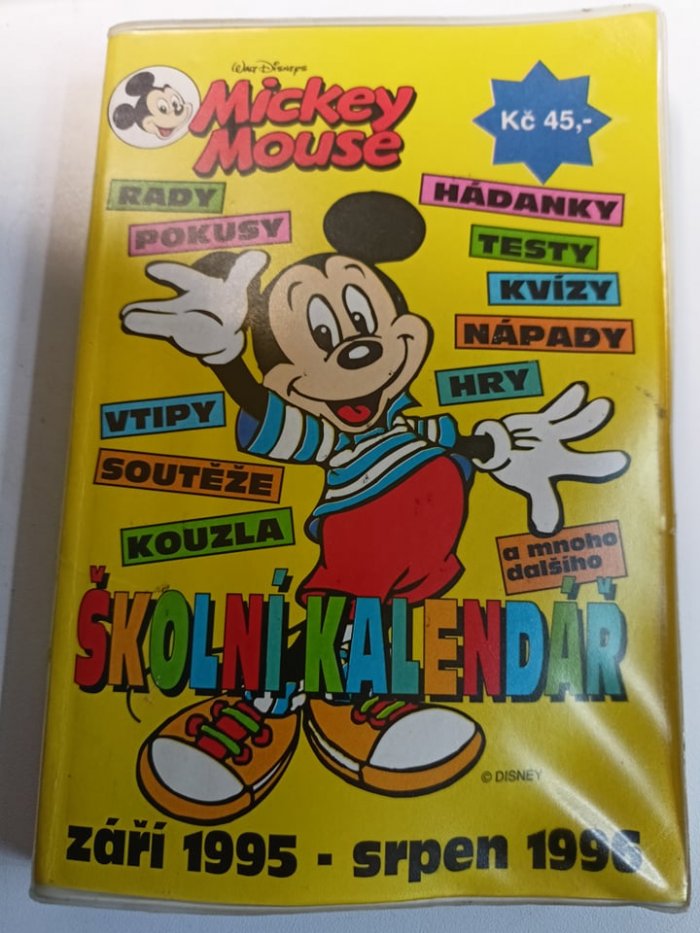 Walt Disney's
Mickey
Mouse
Kč 45,-
RADY
POKUSY
HÁDANKY
TESTY
KVÍZY
NÁPADY
HRY
VTIPY
SOUTĚŽE
KOUZLA
a mnoho
dalšího
ŠKOLNÍ KALENDÁŘ
© DISNEY
září 1995 - srpen 1996